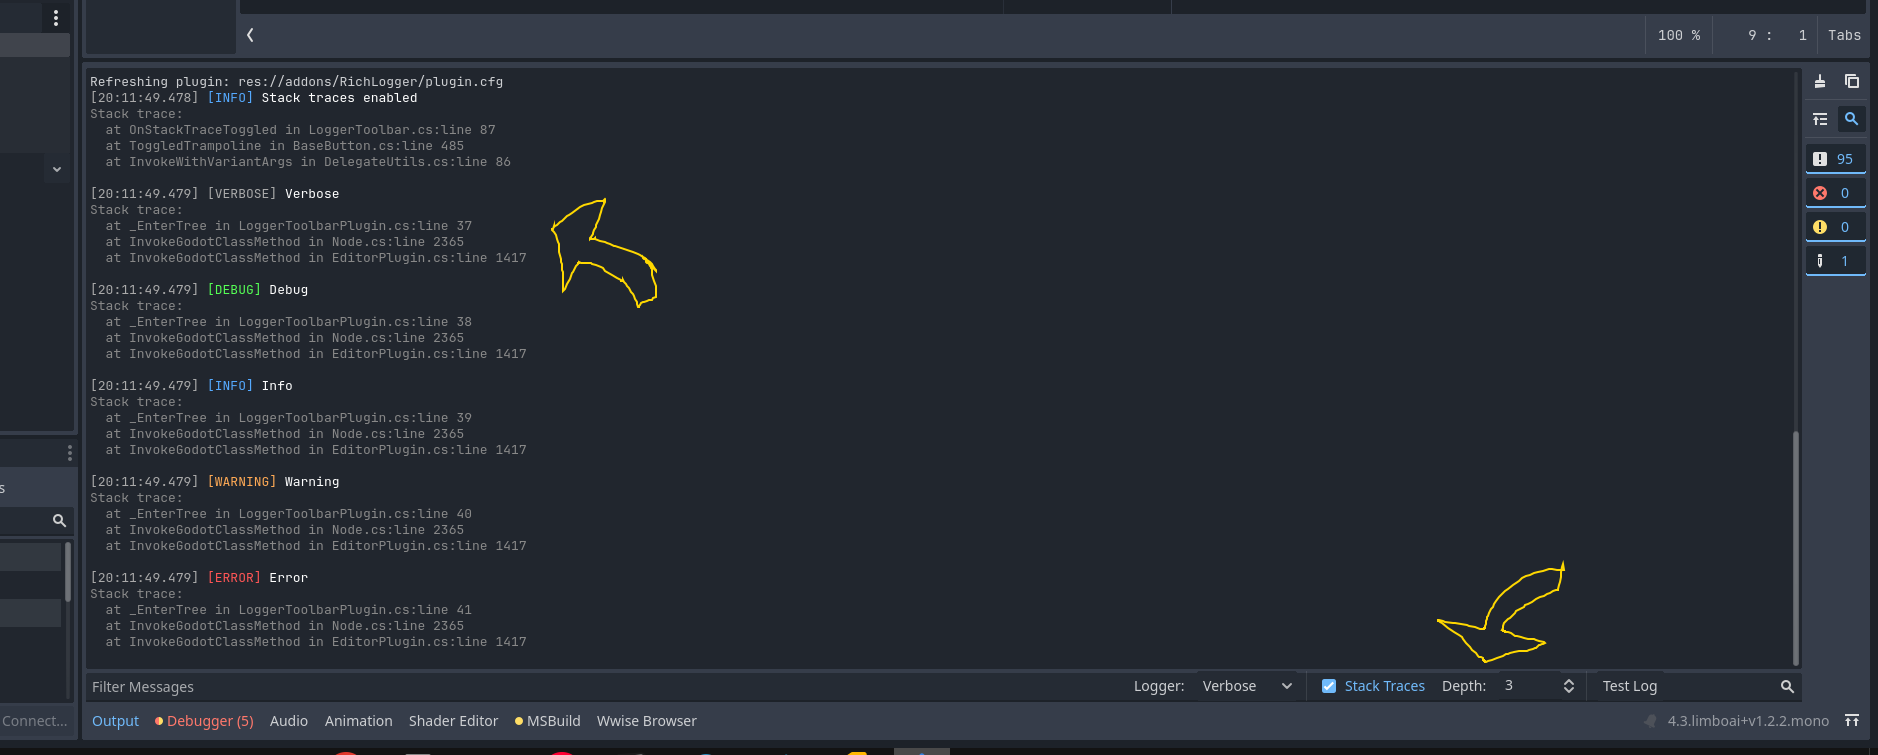 100 %   9 :   1   Tabs
Refreshing plugin: res://addons/RichLogger/plugin.cfg
[20:11:49.478] [INFO] Stack traces enabled
Stack trace:
  at OnStackTraceToggled in LoggerToolbar.cs:line 87
  at ToggledTrampoline in BaseButton.cs:line 485
  at InvokeWithVariantArgs in DelegateUtils.cs:line 86
[20:11:49.479] [VERBOSE] Verbose
Stack trace:
  at _EnterTree in LoggerToolbarPlugin.cs:line 37
  at InvokeGodotClassMethod in Node.cs:line 2365
  at InvokeGodotClassMethod in EditorPlugin.cs:line 1417
[20:11:49.479] [DEBUG] Debug
Stack trace:
  at _EnterTree in LoggerToolbarPlugin.cs:line 38
  at InvokeGodotClassMethod in Node.cs:line 2365
  at InvokeGodotClassMethod in EditorPlugin.cs:line 1417
[20:11:49.479] [INFO] Info
Stack trace:
  at _EnterTree in LoggerToolbarPlugin.cs:line 39
  at InvokeGodotClassMethod in Node.cs:line 2365
  at InvokeGodotClassMethod in EditorPlugin.cs:line 1417
[20:11:49.479] [WARNING] Warning
Stack trace:
  at _EnterTree in LoggerToolbarPlugin.cs:line 40
  at InvokeGodotClassMethod in Node.cs:line 2365
  at InvokeGodotClassMethod in EditorPlugin.cs:line 1417
[20:11:49.479] [ERROR] Error
Stack trace:
  at _EnterTree in LoggerToolbarPlugin.cs:line 41
  at InvokeGodotClassMethod in Node.cs:line 2365
  at InvokeGodotClassMethod in EditorPlugin.cs:line 1417
95
0
0
1
s
Connect...
Filter Messages   Logger: Verbose   Stack Traces   Depth: 3   Test Log
Output   Debugger (5)   Audio   Animation   Shader Editor   MSBuild   Wwise Browser   4.3.limboai+v1.2.2.mono